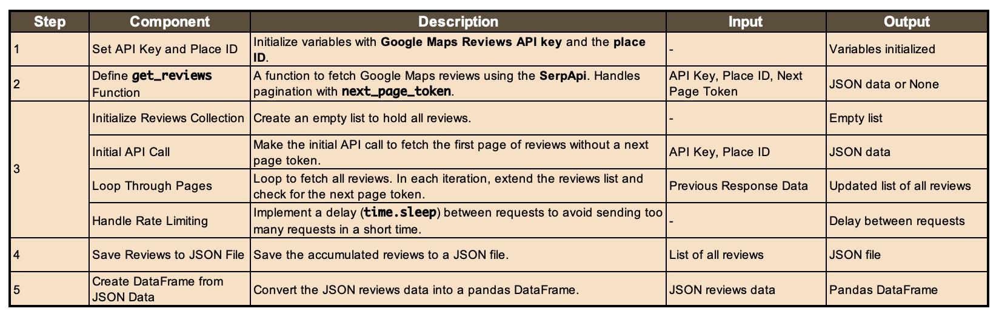 Step Component Description Input Output
1 Set API Key and Place ID Initialize variables with Google Maps Reviews API key and the place ID. - Variables initialized
2 Define get_reviews Function A function to fetch Google Maps reviews using the SerpApi. Handles pagination with next_page_token. API Key, Place ID, Next Page Token JSON data or None
3 Initialize Reviews Collection Create an empty list to hold all reviews. - Empty list
Initial API Call Make the initial API call to fetch the first page of reviews without a next page token. API Key, Place ID JSON data
Loop Through Pages Loop to fetch all reviews. In each iteration, extend the reviews list and check for the next page token. Previous Response Data Updated list of all reviews
Handle Rate Limiting Implement a delay (time.sleep) between requests to avoid sending too many requests in a short time. - Delay between requests
4 Save Reviews to JSON File Save the accumulated reviews to a JSON file. List of all reviews JSON file
5 Create DataFrame from JSON Data Convert the JSON reviews data into a pandas DataFrame. JSON reviews data Pandas DataFrame